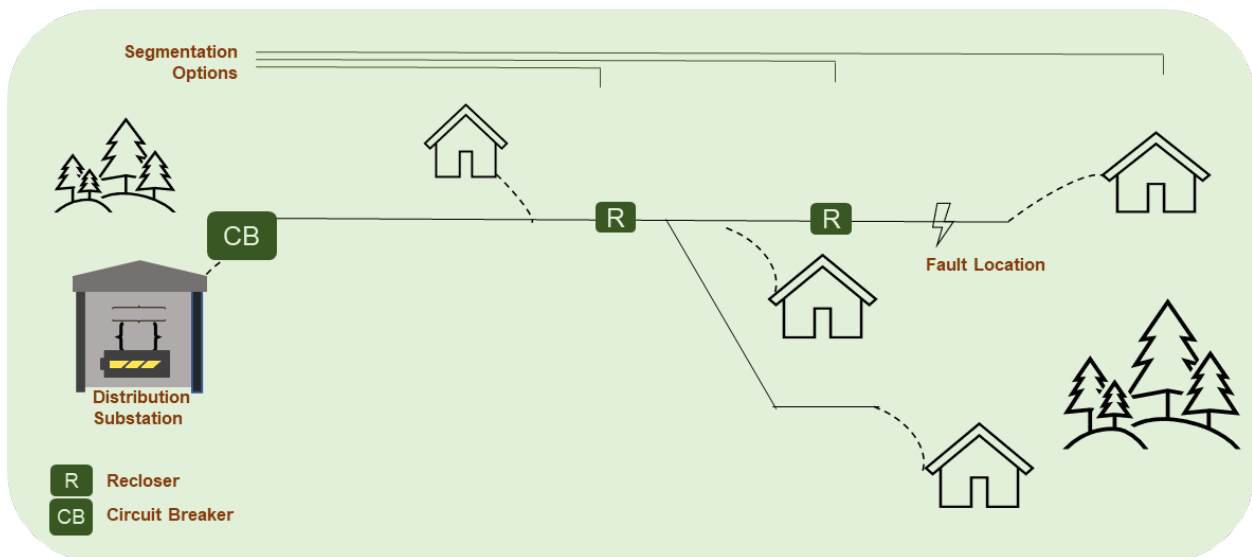 Segmentation
Options
CB
R
R
Fault Location
Distribution
Substation
R Recloser
CB Circuit Breaker